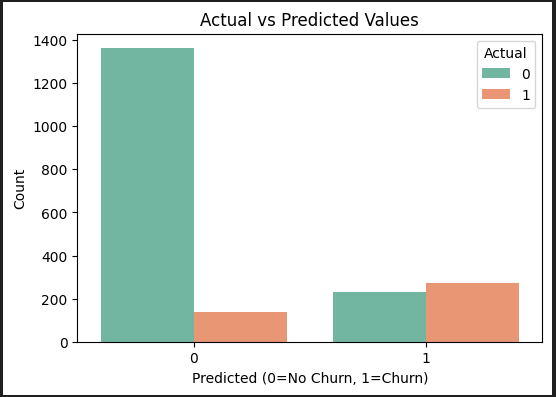 Actual vs Predicted Values
Actual
0
1
1400
1200
1000
800
600
400
200
0
Count
0 1
Predicted (0=No Churn, 1=Churn)